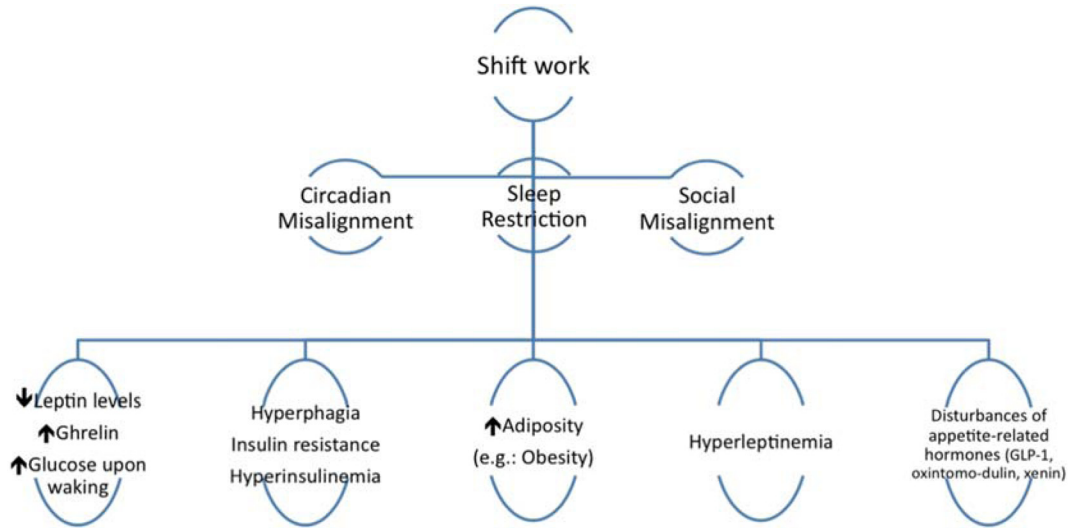 Shift work
Circadian
Misalignment
Sleep
Restriction
Social
Misalignment
🡇Leptin levels
🡅Ghrelin
🡅Glucose upon
waking
Hyperphagia
Insulin resistance
Hyperinsulinemia
🡅Adiposity
(e.g.: Obesity)
Hyperleptinemia
Disturbances of
appetite-related
hormones (GLP-1,
oxintomo-dulin, xenin)